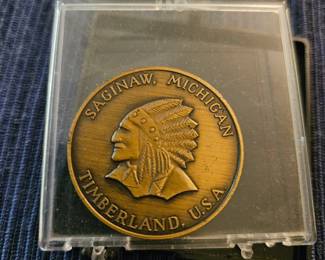 SAGINAW, MICHIGAN
TIMBERLAND, U.S.A